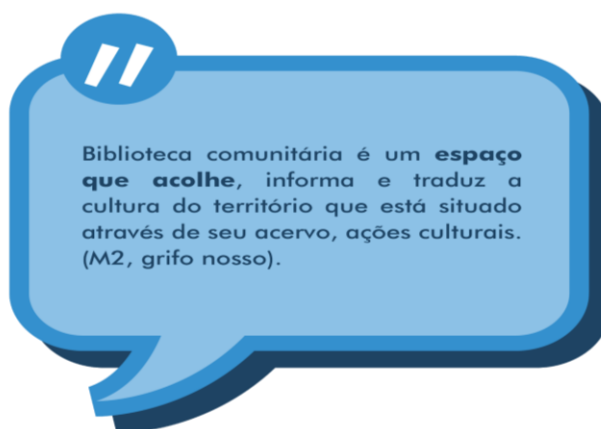 Biblioteca comunitária é um espaço
que acolhe, informa e traduz a
cultura do território que está situado
através de seu acervo, ações culturais.
(M2, grifo nosso).